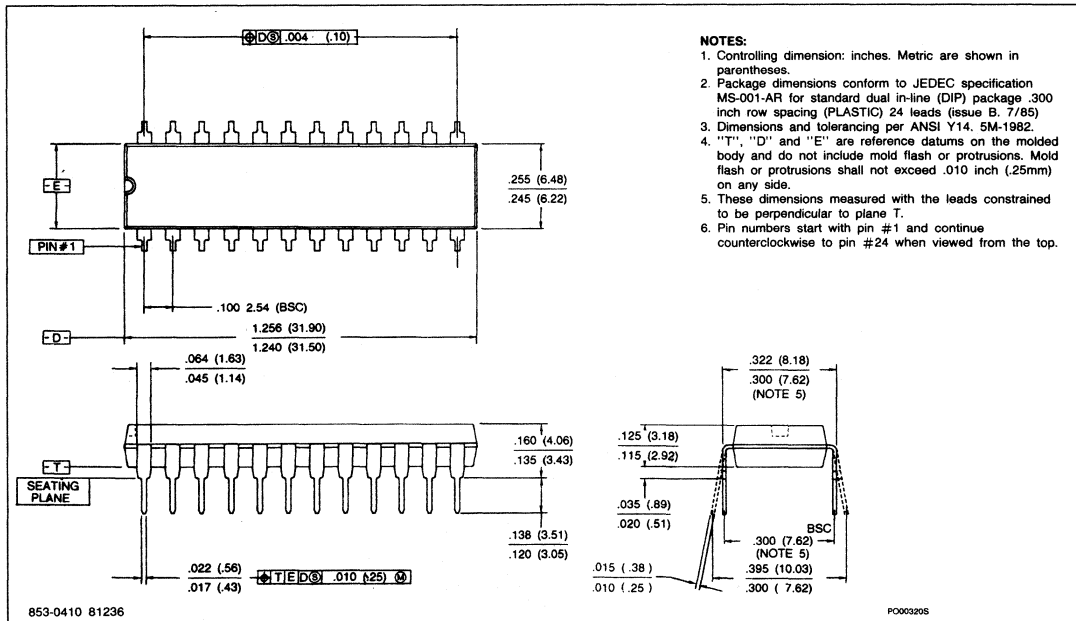 ⌖ D Ⓢ .004 (.10)
NOTES:
1. Controlling dimension: inches. Metric are shown in
parentheses.
2. Package dimensions conform to JEDEC specification
MS-001-AR for standard dual in-line (DIP) package .300
inch row spacing (PLASTIC) 24 leads (issue B. 7/85)
3. Dimensions and tolerancing per ANSI Y14. 5M-1982.
4. "T", "D" and "E" are reference datums on the molded
body and do not include mold flash or protrusions. Mold
flash or protrusions shall not exceed .010 inch (.25mm)
on any side.
5. These dimensions measured with the leads constrained
to be perpendicular to plane T.
6. Pin numbers start with pin #1 and continue
counterclockwise to pin #24 when viewed from the top.
-E-
.255 (6.48)
.245 (6.22)
PIN #1
.100 2.54 (BSC)
-D-
1.256 (31.90)
1.240 (31.50)
.064 (1.63)
.045 (1.14)
.322 (8.18)
.300 (7.62)
(NOTE 5)
.160 (4.06)
.135 (3.43)
.125 (3.18)
.115 (2.92)
-T-
SEATING
PLANE
.035 (.89)
.020 (.51)
.138 (3.51)
.120 (3.05)
BSC
.300 (7.62)
(NOTE 5)
.022 (.56)
.017 (.43)
⌖ T E D Ⓢ .010 (.25) Ⓜ
.015 (.38)
.010 (.25)
.395 (10.03)
.300 ( 7.62)
853-0410 81236
PO00320S